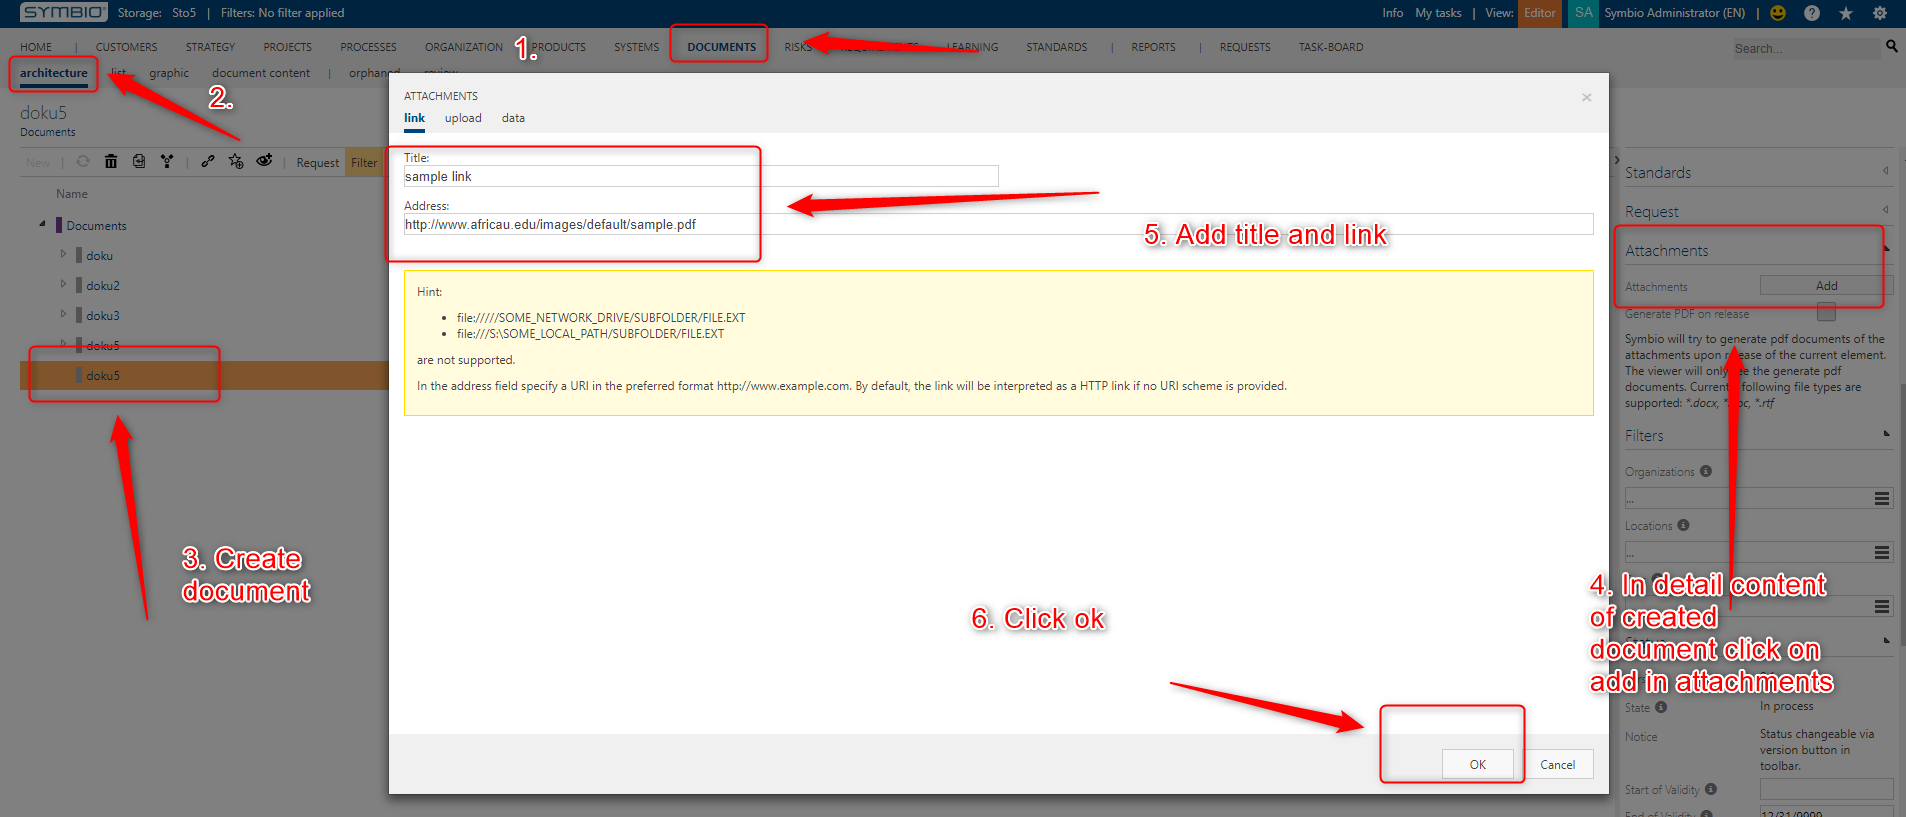 SYMBIO Storage: Sto5 | Filters: No filter applied
Info My tasks | View: Editor SA Symbio Administrator (EN) |
HOME | CUSTOMERS STRATEGY PROJECTS PROCESSES ORGANIZATION PRODUCTS SYSTEMS DOCUMENTS RISKS REQUIREMENTS LEARNING STANDARDS | REPORTS | REQUESTS TASK-BOARD
Search...
1.
architecture list graphic document content | orphaned review
2.
doku5
Documents
New | | Request Filter
Name
Documents
doku
doku2
doku3
doku5
doku5
3. Create
document
ATTACHMENTS
link upload data
Title:
sample link
Address:
http://www.africau.edu/images/default/sample.pdf
5. Add title and link
Hint:
• file://///SOME_NETWORK_DRIVE/SUBFOLDER/FILE.EXT
• file:///S:\SOME_LOCAL_PATH/SUBFOLDER/FILE.EXT
are not supported.
In the address field specify a URI in the preferred format http://www.example.com. By default, the link will be interpreted as a HTTP link if no URI scheme is provided.
6. Click ok
OK Cancel
Standards
Request
Attachments
Attachments Add
Generate PDF on release
Symbio will try to generate pdf documents of the
attachments upon release of the current element.
The viewer will only see the generate pdf
documents. Current following file types are
supported: *.docx, *.doc, *.rtf
Filters
Organizations
...
Locations
...
4. In detail content
of created
document click on
add in attachments
Status
State In process
Notice Status changeable via
version button in
toolbar.
Start of Validity
End of Validity 12/31/9999